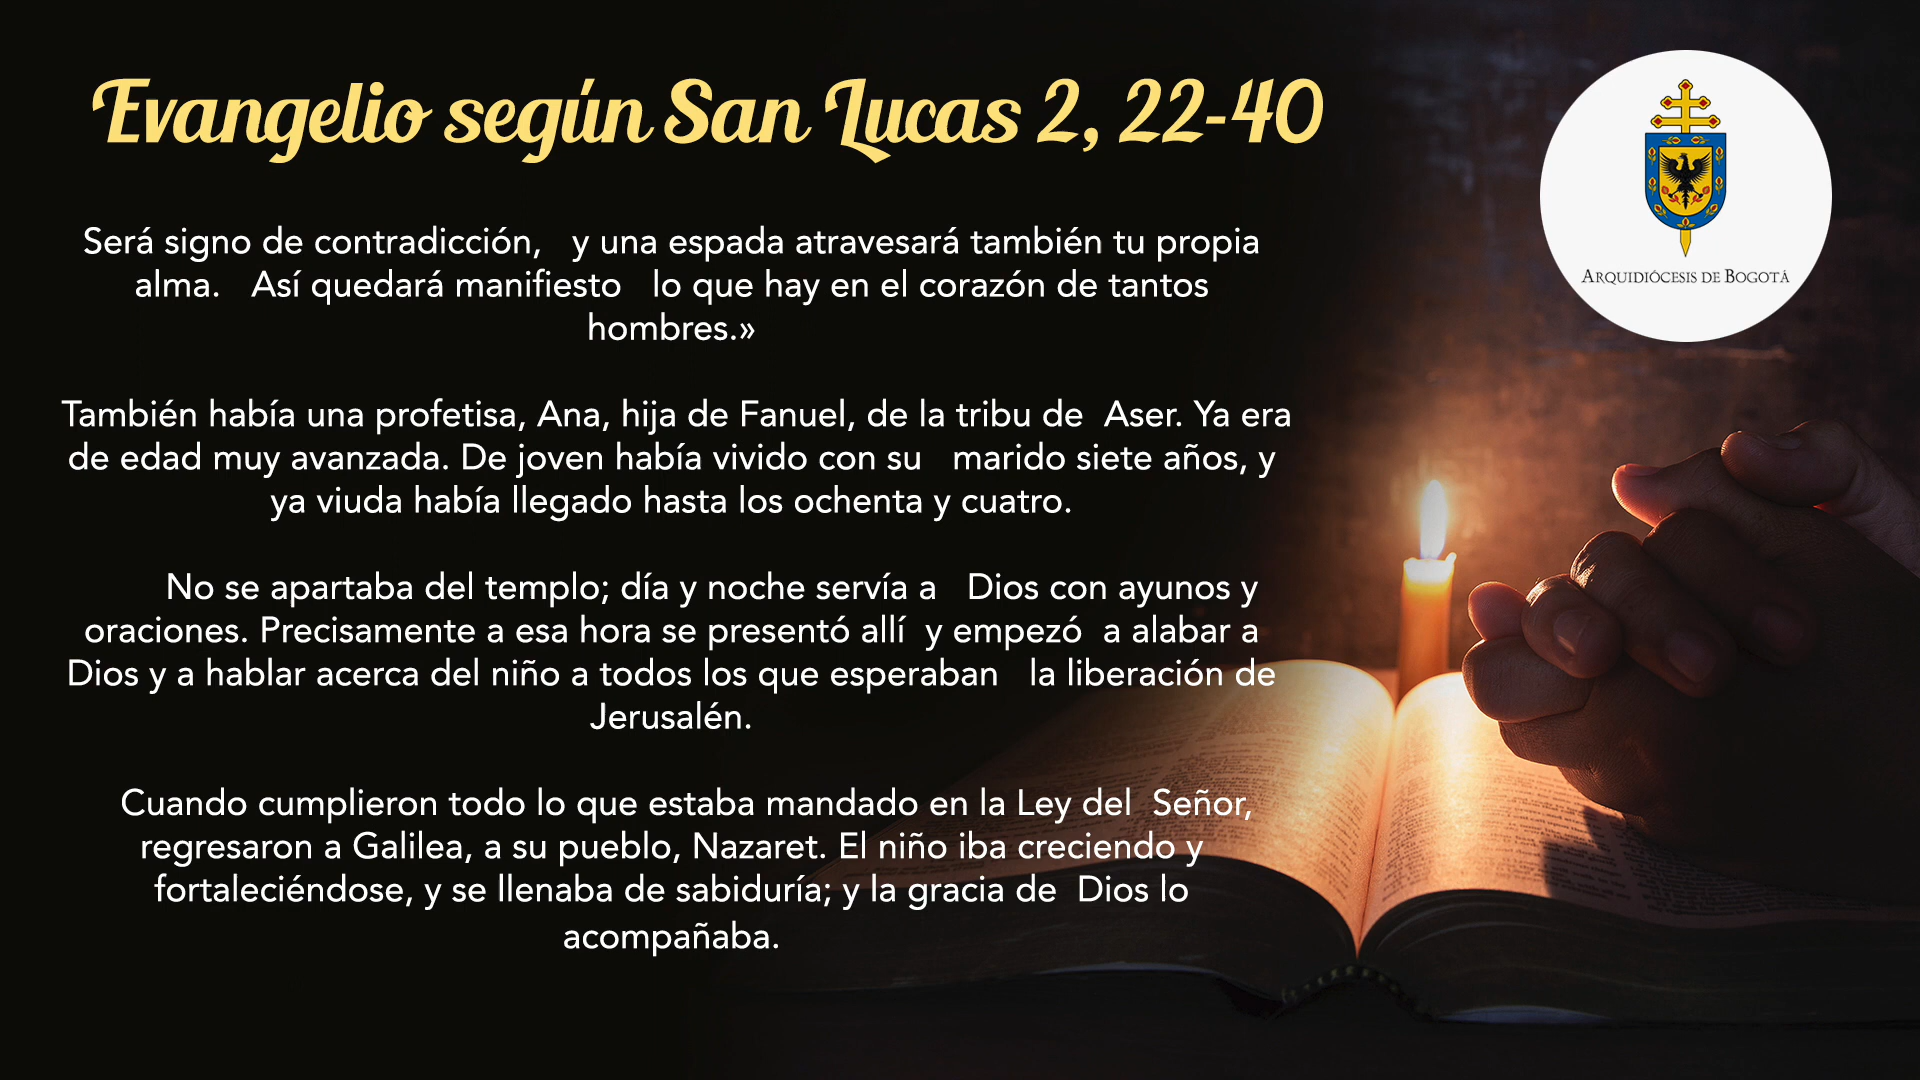 Evangelio según San Lucas 2, 22-40
ARQUIDIÓCESIS DE BOGOTÁ
Será signo de contradicción,   y una espada atravesará también tu propia
alma.   Así quedará manifiesto   lo que hay en el corazón de tantos
hombres.»
También había una profetisa, Ana, hija de Fanuel, de la tribu de  Aser. Ya era
de edad muy avanzada. De joven había vivido con su   marido siete años, y
ya viuda había llegado hasta los ochenta y cuatro.
No se apartaba del templo; día y noche servía a   Dios con ayunos y
oraciones. Precisamente a esa hora se presentó allí  y empezó  a alabar a
Dios y a hablar acerca del niño a todos los que esperaban   la liberación de
Jerusalén.
Cuando cumplieron todo lo que estaba mandado en la Ley del  Señor,
regresaron a Galilea, a su pueblo, Nazaret. El niño iba creciendo y
fortaleciéndose, y se llenaba de sabiduría; y la gracia de  Dios lo
acompañaba.